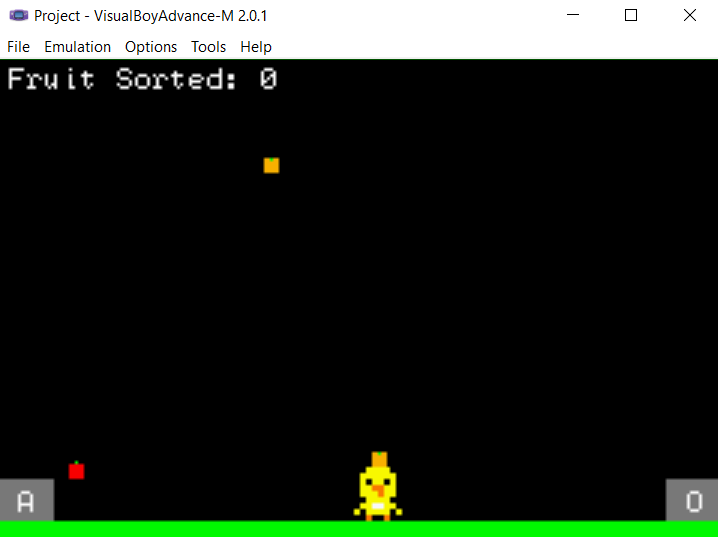 Project - VisualBoyAdvance-M 2.0.1
File Emulation Options Tools Help
Fruit Sorted: 0
A O